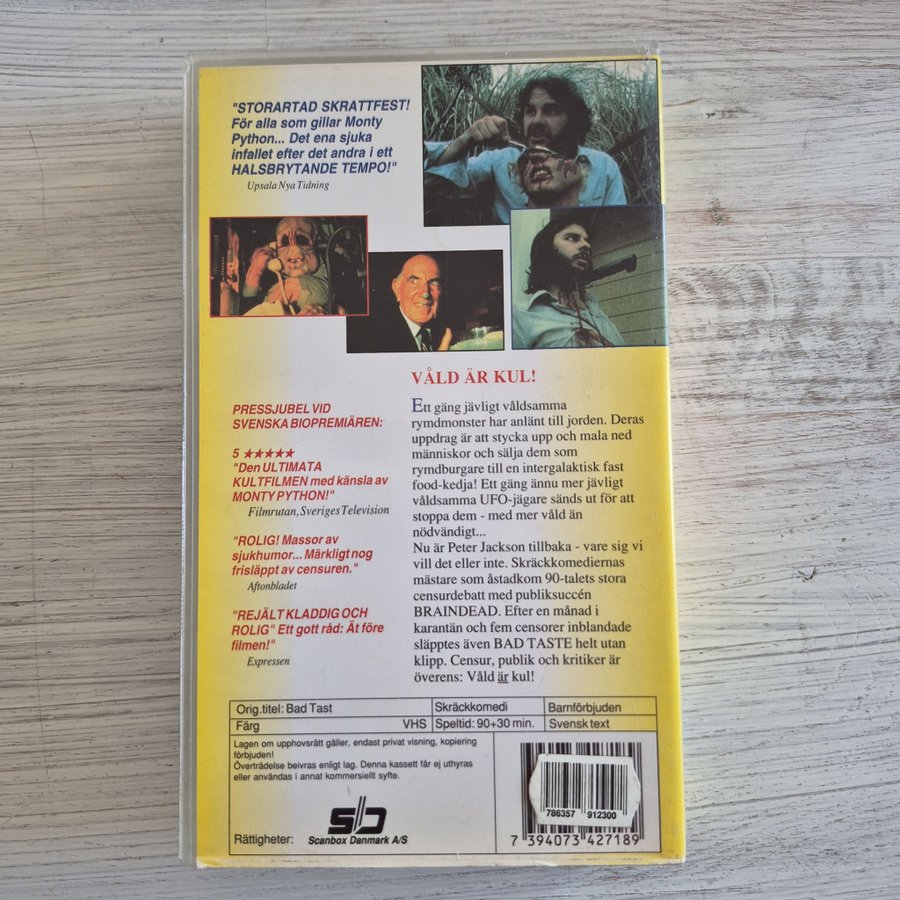 "STORARTAD SKRATTFEST!
För alla som gillar Monty
Python... Det ena sjuka
infallet efter det andra i ett
HALSBRYTANDE TEMPO!"
Upsala Nya Tidning
PRESSJUBEL VID
SVENSKA BIOPREMIÄREN:
5 ★★★★★
"Den ULTIMATA
KULTFILMEN med känsla av
MONTY PYTHON!"
Filmrutan, Sveriges Television
"ROLIG! Massor av
sjukhumor... Märkligt nog
frisläppt av censuren."
Aftonbladet
"REJÄLT KLADDIG OCH
ROLIG" Ett gott råd: Ät före
filmen!"
Expressen
VÅLD ÄR KUL!
Ett gäng jävligt våldsamma
rymdmonster har anlänt till jorden. Deras
uppdrag är att stycka upp och mala ned
människor och sälja dem som
rymdburgare till en intergalaktisk fast
food-kedja! Ett gäng ännu mer jävligt
våldsamma UFO-jägare sänds ut för att
stoppa dem - med mer våld än
nödvändigt...
Nu är Peter Jackson tillbaka - vare sig vi
vill det eller inte. Skräckkomediernas
mästare som åstadkom 90-talets stora
censurdebatt med publiksuccén
BRAINDEAD. Efter en månad i
karantän och fem censorer inblandade
släpptes även BAD TASTE helt utan
klipp. Censur, publik och kritiker är
överens: Våld är kul!
Orig.titel: Bad Tast Skräckkomedi Barnförbjuden
Färg VHS Speltid: 90+30 min. Svensk text
Lagen om upphovsrätt gäller, endast privat visning, kopiering
förbjuden!
Överträdelse beivras enligt lag. Denna kassett får ej uthyras
eller användas i annat kommersiellt syfte.
Rättigheter: Scanbox Danmark A/S
786357 912300
7 394073 427189